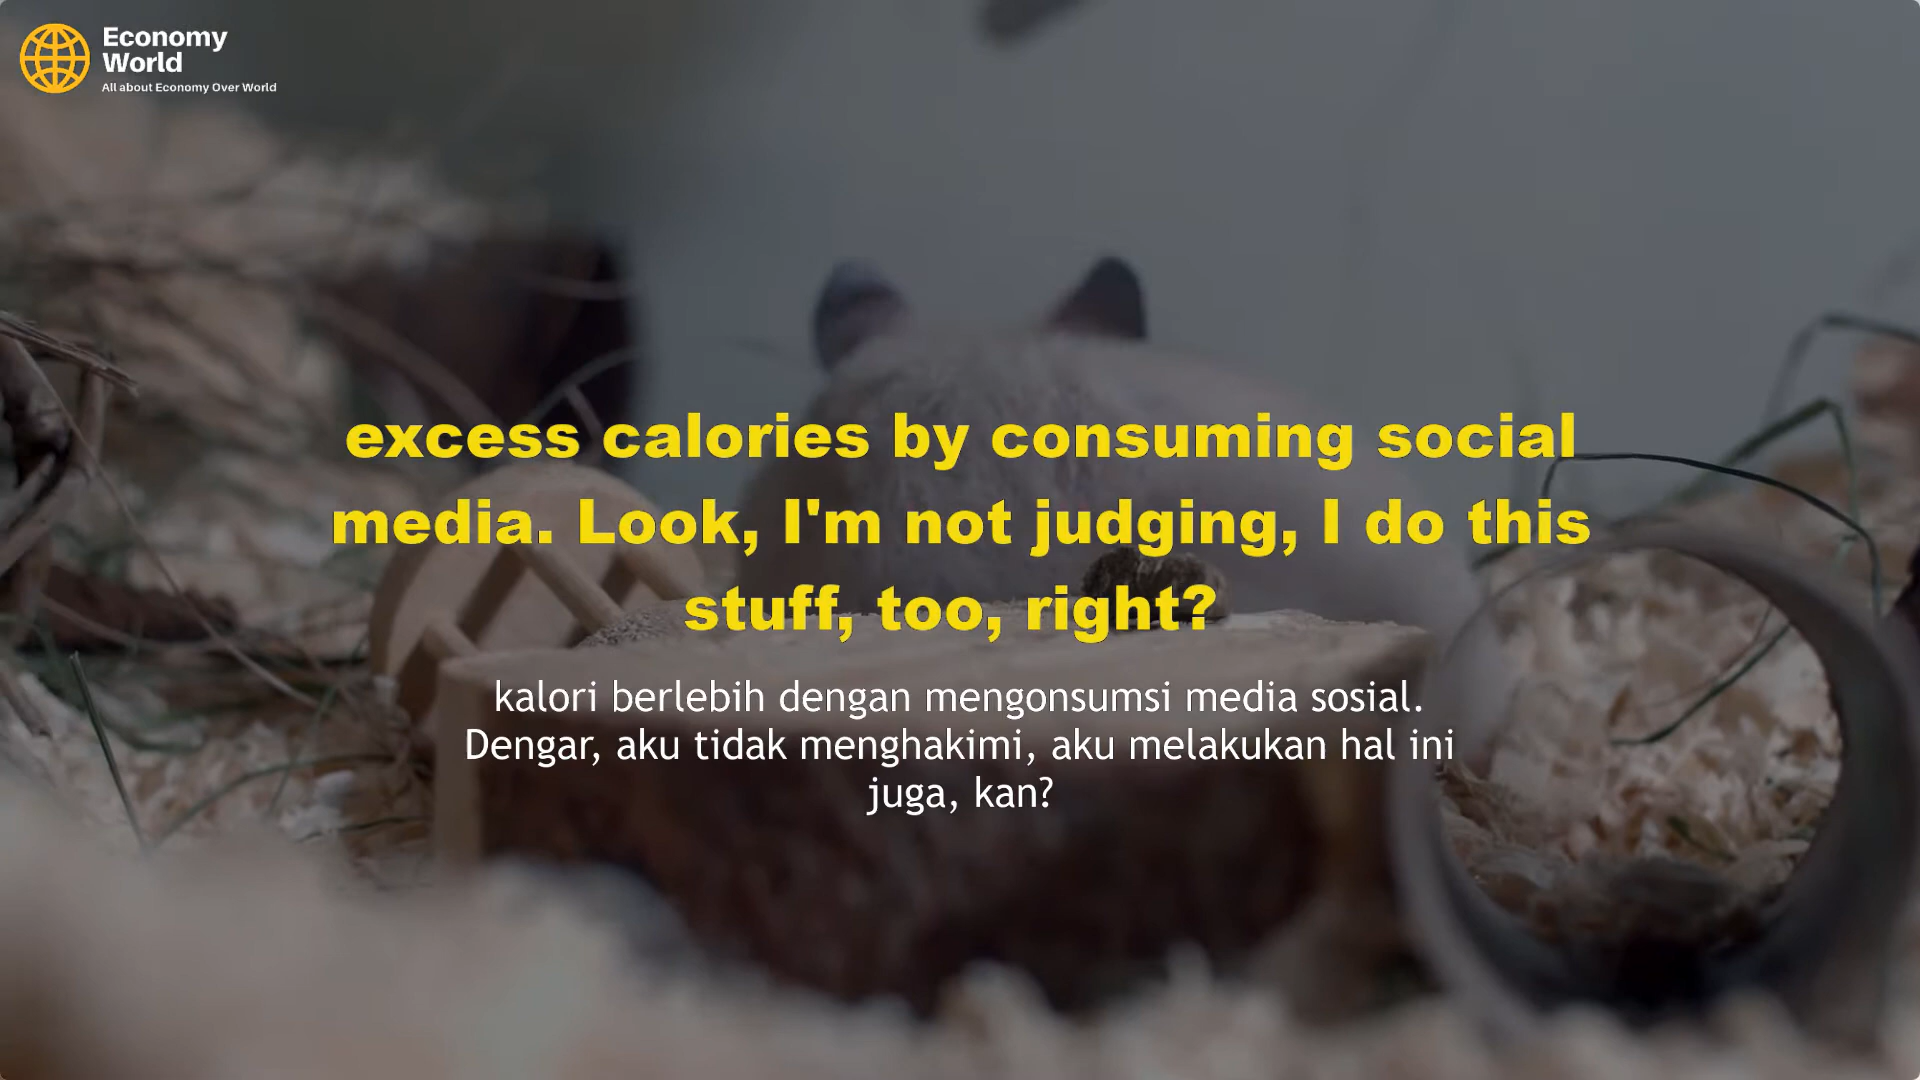 Economy
World
All about Economy Over World
excess calories by consuming social
media. Look, I'm not judging, I do this
stuff, too, right?
kalori berlebih dengan mengonsumsi media sosial.
Dengar, aku tidak menghakimi, aku melakukan hal ini
juga, kan?